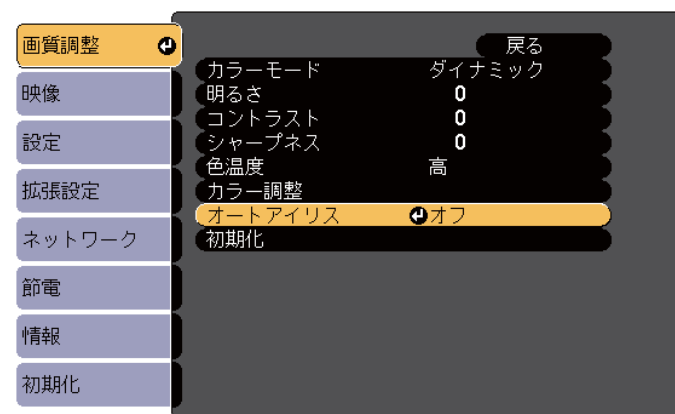 画質調整
映像
設定
拡張設定
ネットワーク
節電
情報
初期化
戻る
カラーモード ダイナミック
明るさ 0
コントラスト 0
シャープネス 0
色温度 高
カラー調整
オートアイリス オフ
初期化